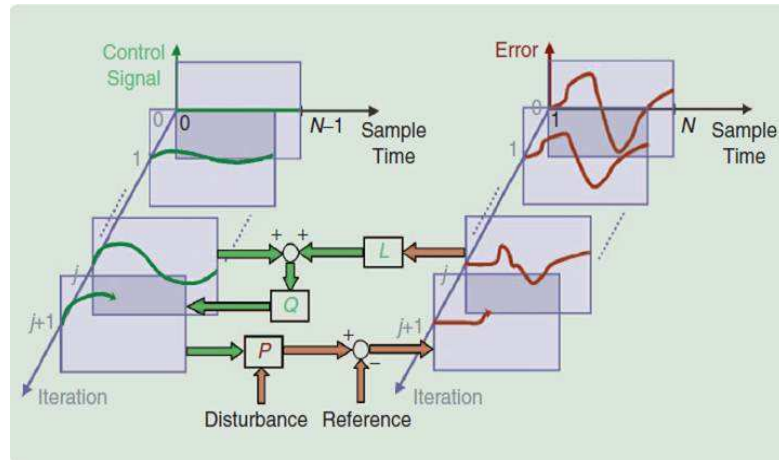 Control
Signal
Error
0
0
N–1
Sample
Time
1
0
1
N
Sample
Time
1
+ +
L
j
Q
j
j+1
P
+
–
j+1
Iteration
Disturbance
Reference
Iteration